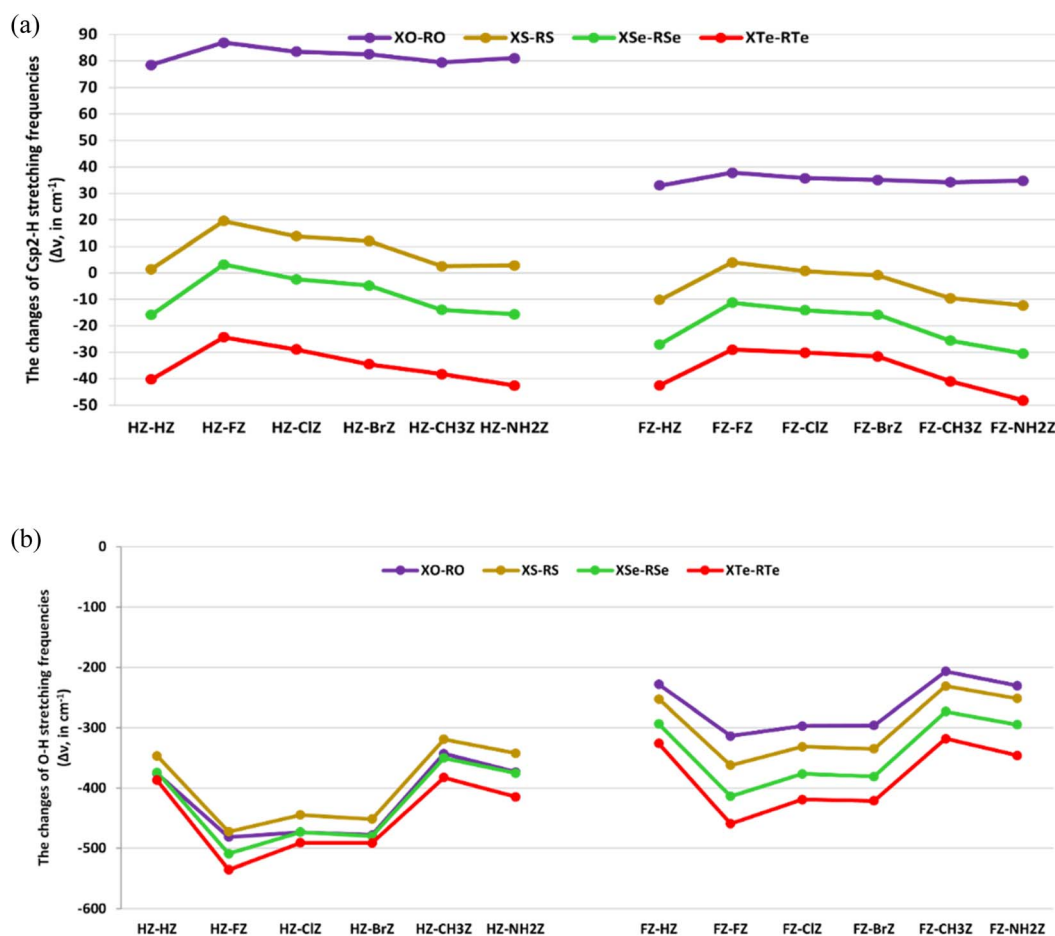 (a)
XO-RO XS-RS XSe-RSe XTe-RTe
The changes of Csp2-H stretching frequencies
(Δν, in cm⁻¹)
90
80
70
60
50
40
30
20
10
0
-10
-20
-30
-40
-50
HZ-HZ HZ-FZ HZ-ClZ HZ-BrZ HZ-CH3Z HZ-NH2Z FZ-HZ FZ-FZ FZ-ClZ FZ-BrZ FZ-CH3Z FZ-NH2Z
(b)
XO-RO XS-RS XSe-RSe XTe-RTe
The changes of O-H stretching frequencies
(Δν, in cm⁻¹)
0
-100
-200
-300
-400
-500
-600
HZ-HZ HZ-FZ HZ-ClZ HZ-BrZ HZ-CH3Z HZ-NH2Z FZ-HZ FZ-FZ FZ-ClZ FZ-BrZ FZ-CH3Z FZ-NH2Z